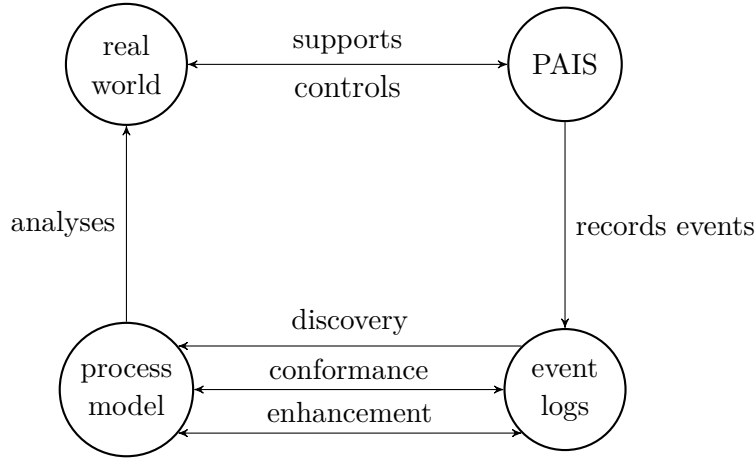 real
world
supports
controls
PAIS
analyses
records events
discovery
process
model
conformance
enhancement
event
logs